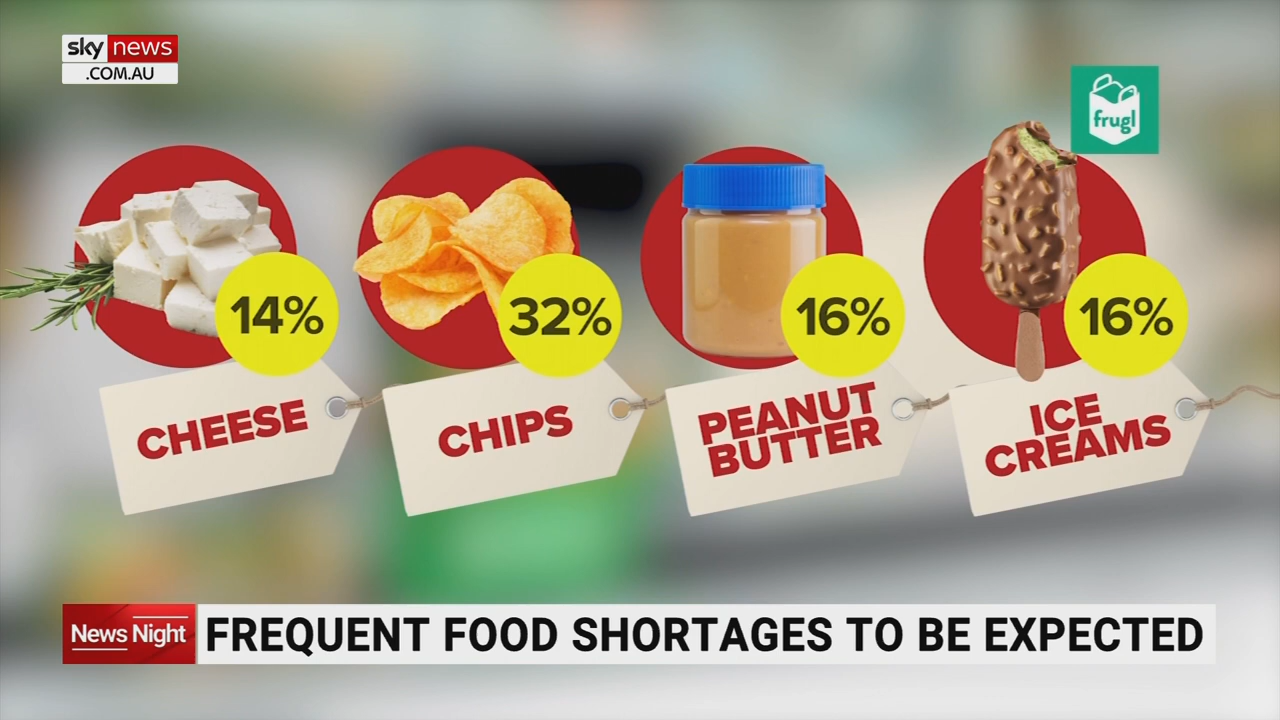 sky news
.COM.AU
frugl
14%
32%
16%
16%
CHEESE
CHIPS
PEANUT
BUTTER
ICE
CREAMS
News Night
FREQUENT FOOD SHORTAGES TO BE EXPECTED